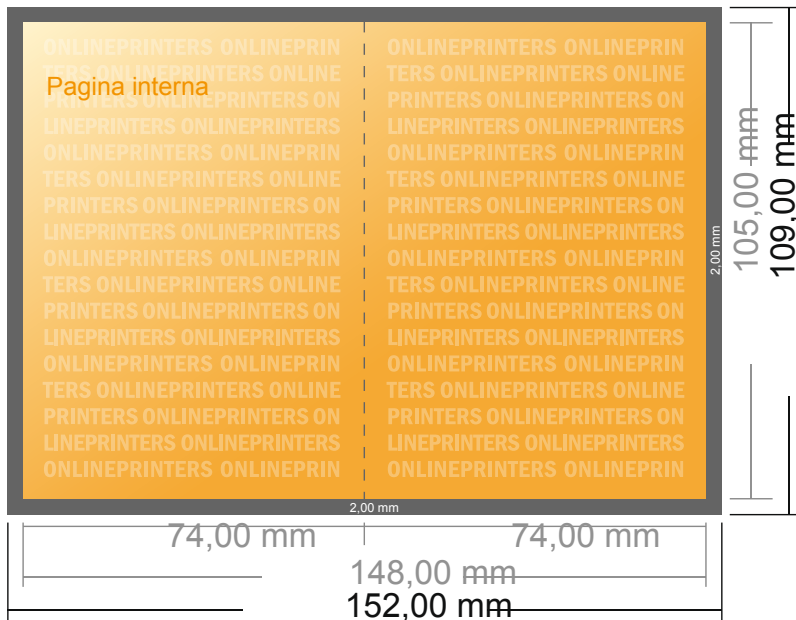 ONLINEPRINTERS ONLINEPRIN
TERS ONLINEPRINTERS ONLINE
PRINTERS ONLINEPRINTERS ON
LINEPRINTERS ONLINEPRINTERS
ONLINEPRINTERS ONLINEPRIN
TERS ONLINEPRINTERS ONLINE
PRINTERS ONLINEPRINTERS ON
LINEPRINTERS ONLINEPRINTERS
ONLINEPRINTERS ONLINEPRIN
TERS ONLINEPRINTERS ONLINE
PRINTERS ONLINEPRINTERS ON
LINEPRINTERS ONLINEPRINTERS
ONLINEPRINTERS ONLINEPRIN
TERS ONLINEPRINTERS ONLINE
PRINTERS ONLINEPRINTERS ON
LINEPRINTERS ONLINEPRINTERS
ONLINEPRINTERS ONLINEPRIN
Pagina interna
ONLINEPRINTERS ONLINEPRIN
TERS ONLINEPRINTERS ONLINE
PRINTERS ONLINEPRINTERS ON
LINEPRINTERS ONLINEPRINTERS
ONLINEPRINTERS ONLINEPRIN
TERS ONLINEPRINTERS ONLINE
PRINTERS ONLINEPRINTERS ON
LINEPRINTERS ONLINEPRINTERS
ONLINEPRINTERS ONLINEPRIN
TERS ONLINEPRINTERS ONLINE
PRINTERS ONLINEPRINTERS ON
LINEPRINTERS ONLINEPRINTERS
ONLINEPRINTERS ONLINEPRIN
TERS ONLINEPRINTERS ONLINE
PRINTERS ONLINEPRINTERS ON
LINEPRINTERS ONLINEPRINTERS
ONLINEPRINTERS ONLINEPRIN
2,00 mm
105,00 mm
109,00 mm
2,00 mm
74,00 mm
74,00 mm
148,00 mm
152,00 mm